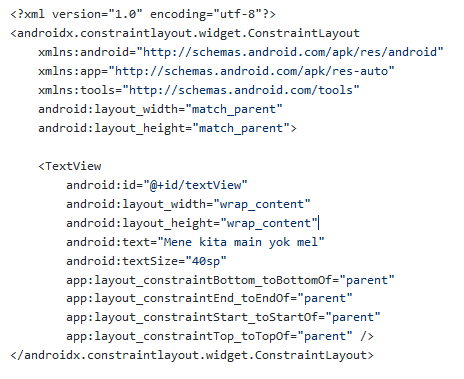 <?xml version="1.0" encoding="utf-8"?>
<androidx.constraintlayout.widget.ConstraintLayout
    xmlns:android="http://schemas.android.com/apk/res/android"
    xmlns:app="http://schemas.android.com/apk/res-auto"
    xmlns:tools="http://schemas.android.com/tools"
    android:layout_width="match_parent"
    android:layout_height="match_parent">

    <TextView
        android:id="@+id/textView"
        android:layout_width="wrap_content"
        android:layout_height="wrap_content"
        android:text="Mene kita main yok mel"
        android:textSize="40sp"
        app:layout_constraintBottom_toBottomOf="parent"
        app:layout_constraintEnd_toEndOf="parent"
        app:layout_constraintStart_toStartOf="parent"
        app:layout_constraintTop_toTopOf="parent" />
</androidx.constraintlayout.widget.ConstraintLayout>